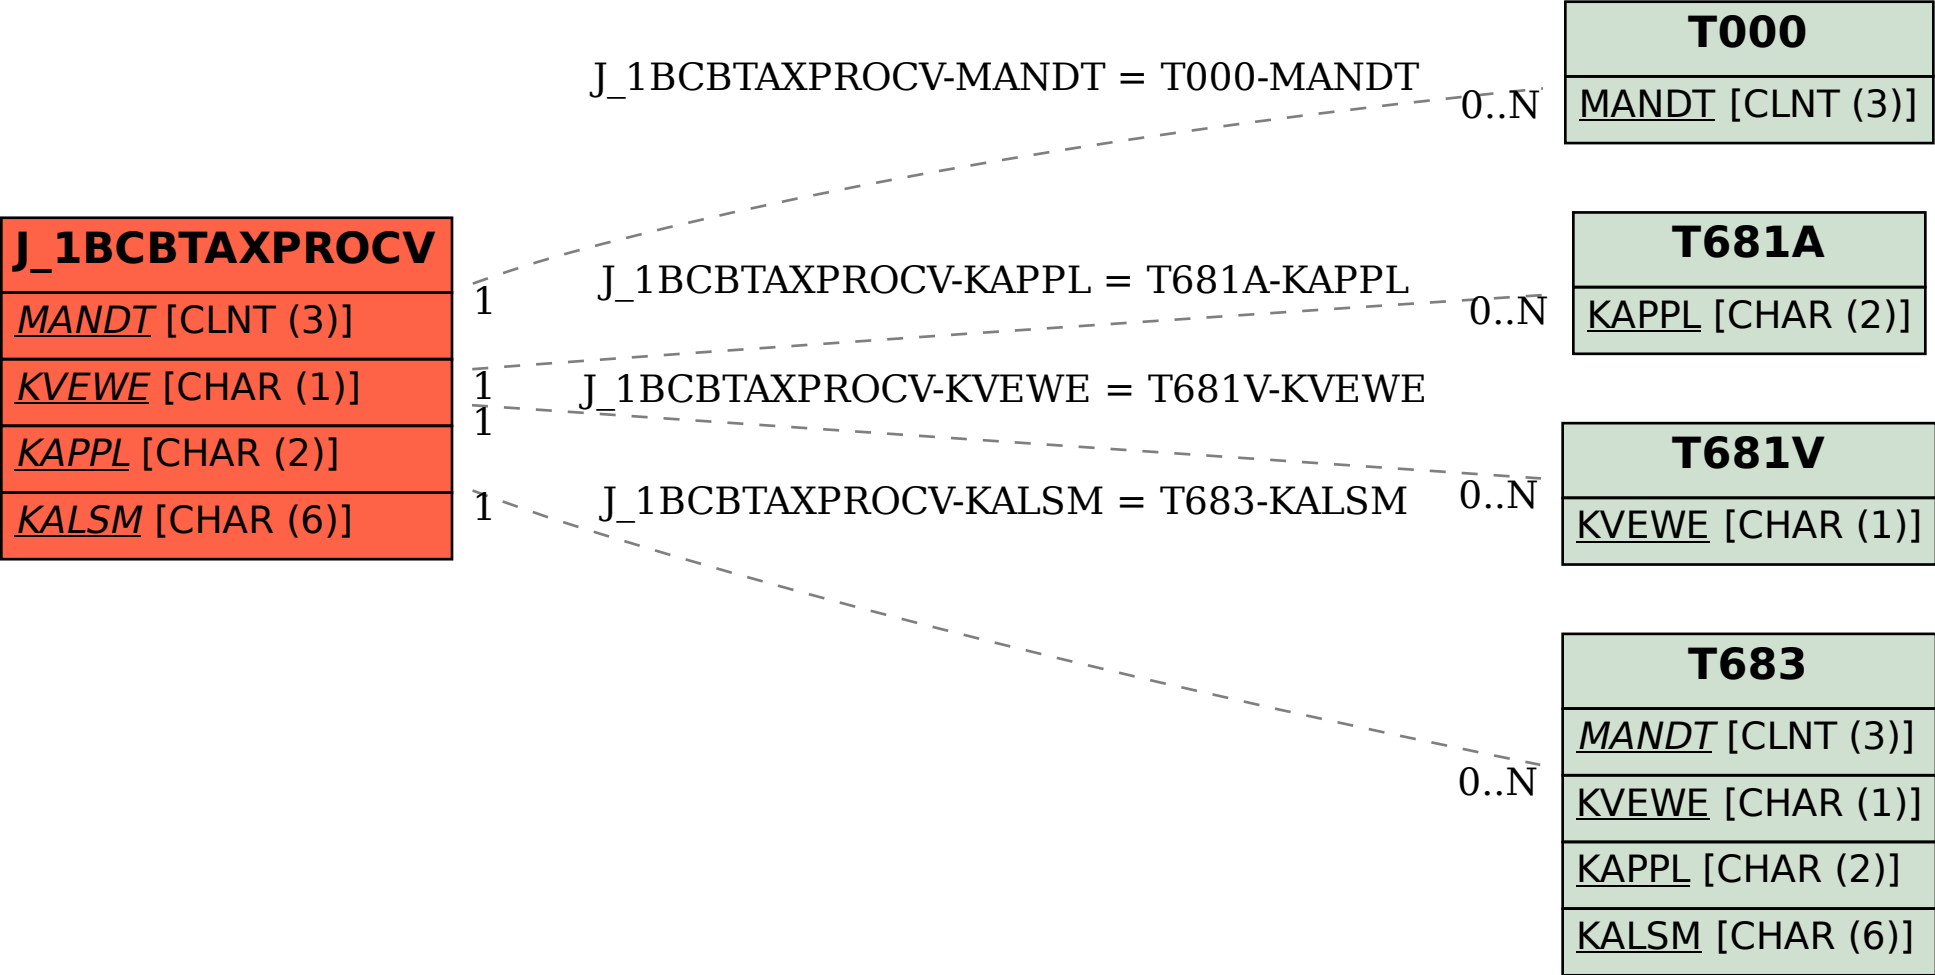 J_1BCBTAXPROCV
MANDT [CLNT (3)]
KVEWE [CHAR (1)]
KAPPL [CHAR (2)]
KALSM [CHAR (6)]
J_1BCBTAXPROCV-MANDT = T000-MANDT
1
0..N
J_1BCBTAXPROCV-KAPPL = T681A-KAPPL
1
0..N
J_1BCBTAXPROCV-KVEWE = T681V-KVEWE
1
0..N
J_1BCBTAXPROCV-KALSM = T683-KALSM
1
0..N
T000
MANDT [CLNT (3)]
T681A
KAPPL [CHAR (2)]
T681V
KVEWE [CHAR (1)]
T683
MANDT [CLNT (3)]
KVEWE [CHAR (1)]
KAPPL [CHAR (2)]
KALSM [CHAR (6)]